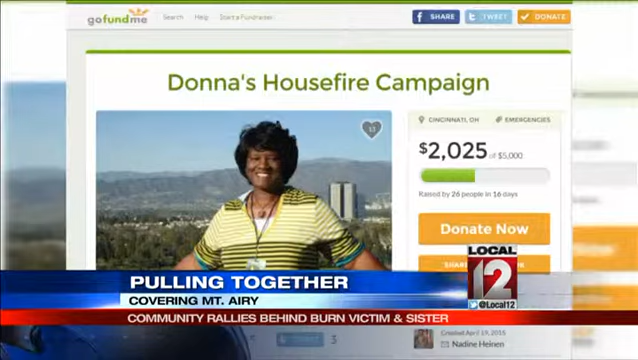 gofundme
Search Help Start a Fundraiser
SHARE TWEET DONATE
Donna's Housefire Campaign
13
CINCINNATI, OH EMERGENCIES
$2,025 of $5,000
Raised by 26 people in 16 days
Donate Now
LOCAL
12
@Local12
PULLING TOGETHER
COVERING MT. AIRY
COMMUNITY RALLIES BEHIND BURN VICTIM & SISTER
3
Created April 19, 2015
Nadine Heinen